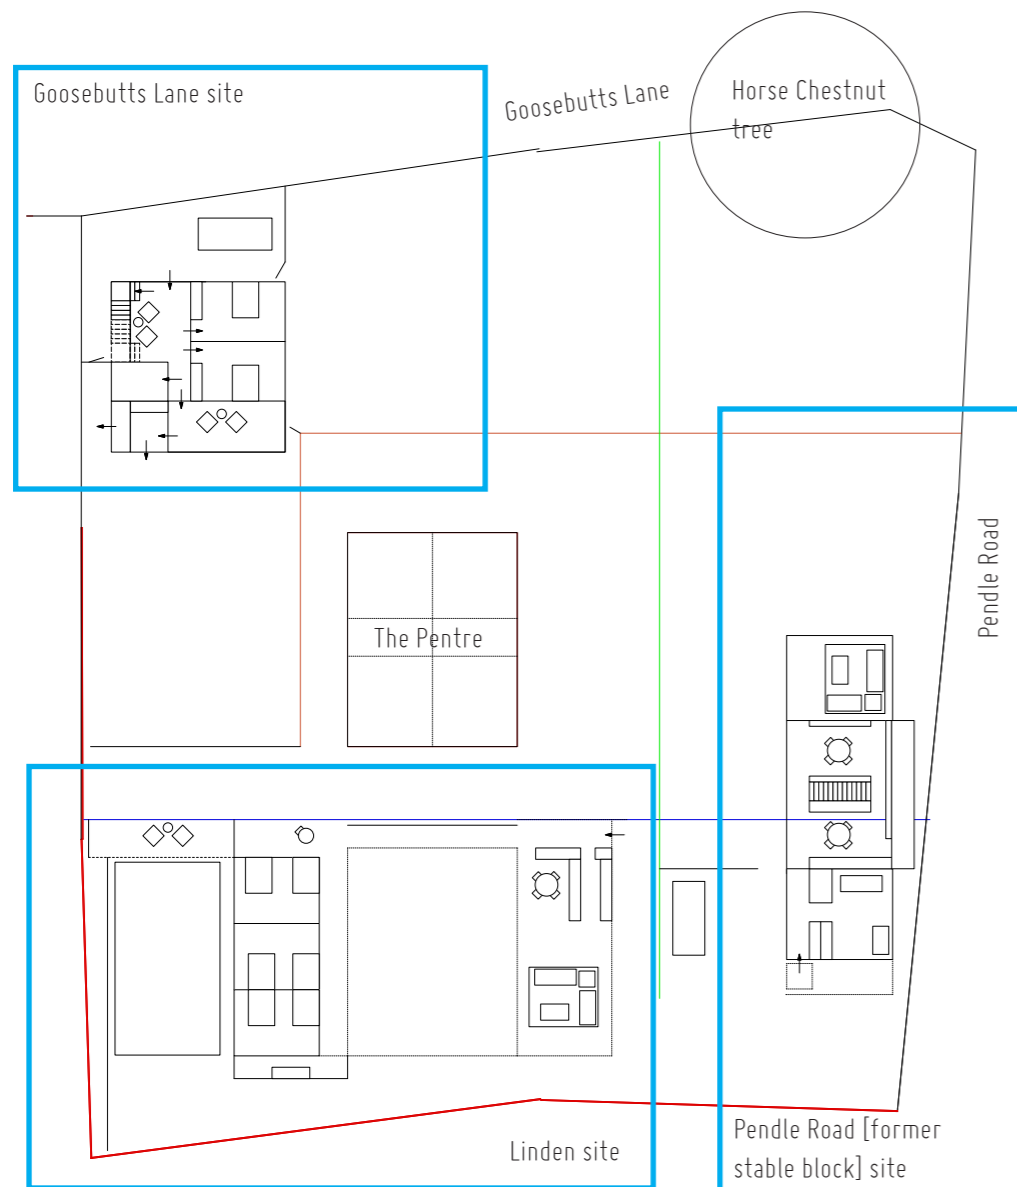 Goosebutts Lane site
Goosebutts Lane
Horse Chestnut
tree
Pendle Road
The Pentre
Linden site
Pendle Road [former
stable block] site